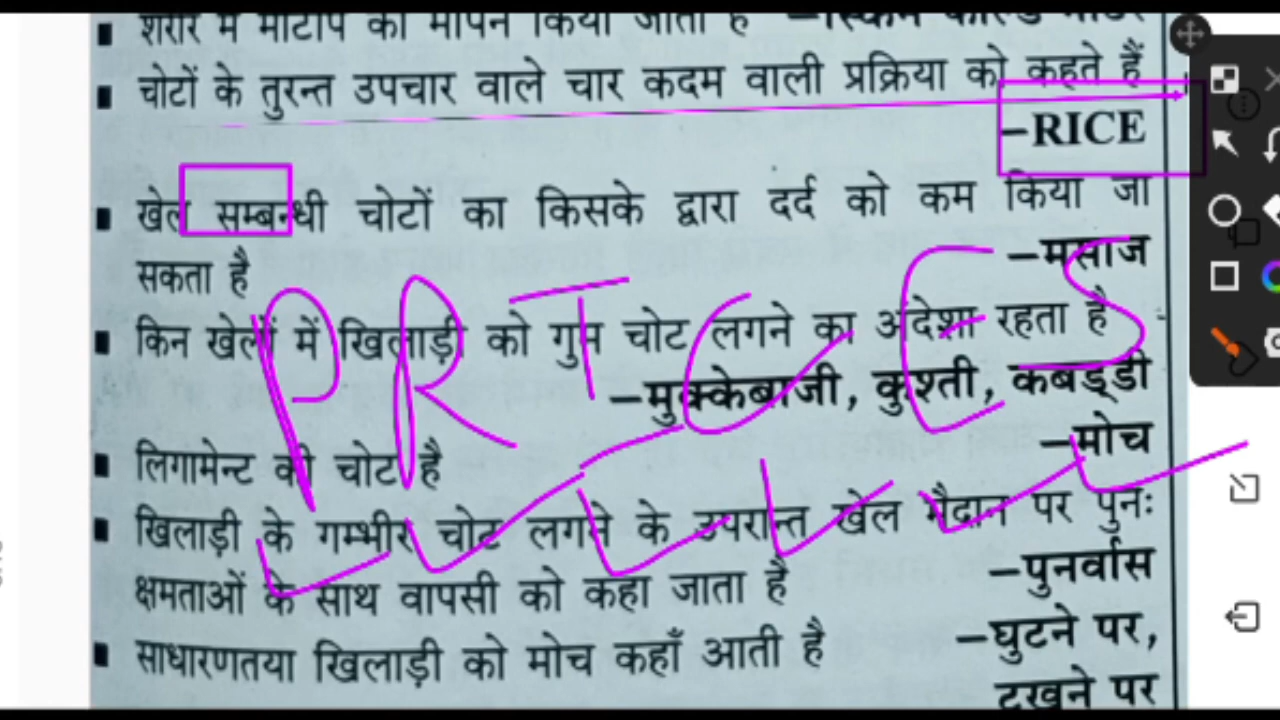 शरीर में मोटापे का मापन किया जाता है –स्किन फोल्ड मीटर
चोटों के तुरन्त उपचार वाले चार कदम वाली प्रक्रिया को कहते हैं
–RICE
खेल सम्बन्धी चोटों का किसके द्वारा दर्द को कम किया जा
सकता है –मसाज
किन खेलों में खिलाड़ी को गुम चोट लगने का अंदेशा रहता है
–मुक्केबाजी, कुश्ती, कबड्डी
लिगामेन्ट की चोट है –मोच
खिलाड़ी के गम्भीर चोट लगने के उपरान्त खेल मैदान पर पुनः
क्षमताओं के साथ वापसी को कहा जाता है –पुनर्वास
साधारणतया खिलाड़ी को मोच कहाँ आती है –घुटने पर,
टखने पर
PRICES